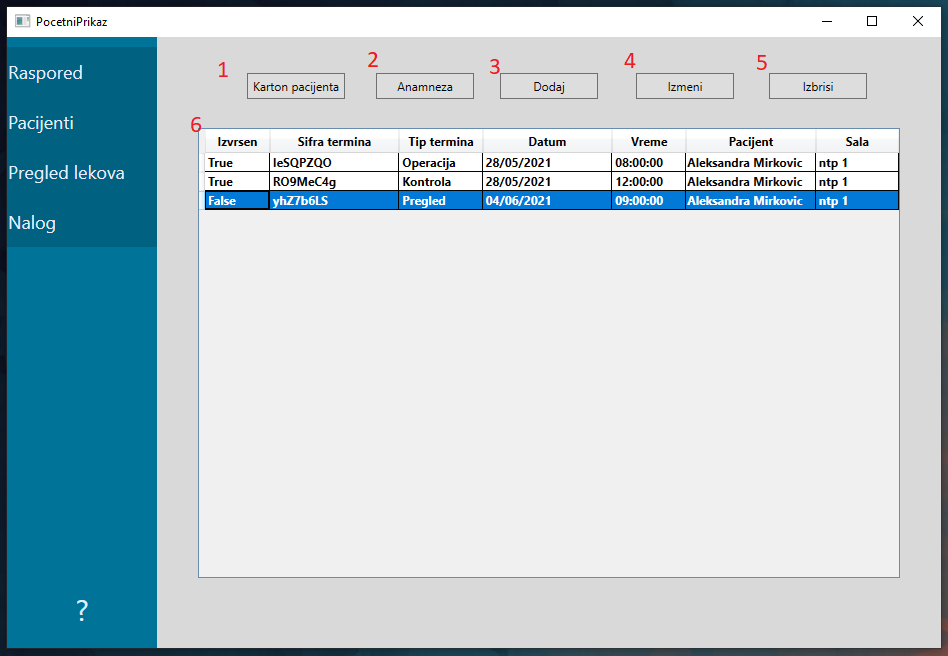 PocetniPrikaz
Raspored
Pacijenti
Pregled lekova
Nalog
?
1 2 3 4 5
Karton pacijenta Anamneza Dodaj Izmeni Izbrisi
6
Izvrsen Sifra termina Tip termina Datum Vreme Pacijent Sala
True IeSQPZQO Operacija 28/05/2021 08:00:00 Aleksandra Mirkovic ntp 1
True RO9MeC4g Kontrola 28/05/2021 12:00:00 Aleksandra Mirkovic ntp 1
False yhZ7b6LS Pregled 04/06/2021 09:00:00 Aleksandra Mirkovic ntp 1